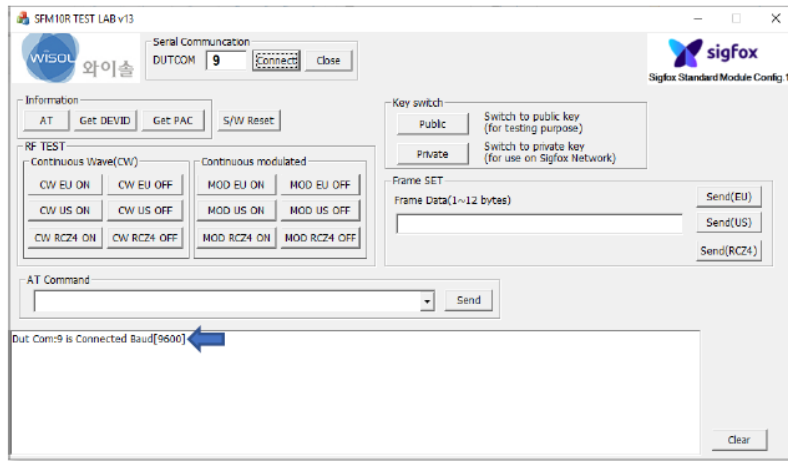 SFM10R TEST LAB v13
WiSOL 와이솔
Seral Communcation
DUTCOM 9 Connect Close
sigfox
Sigfox Standard Module Config.1
Information
AT Get DEVID Get PAC S/W Reset
Key switch
Public Switch to public key
(for testing purpose)
Private Switch to private key
(for use on Sigfox Network)
RF TEST
Continuous Wave(CW) Continuous modulated
CW EU ON CW EU OFF MOD EU ON MOD EU OFF
CW US ON CW US OFF MOD US ON MOD US OFF
CW RCZ4 ON CW RCZ4 OFF MOD RCZ4 ON MOD RCZ4 OFF
Frame SET
Frame Data(1~12 bytes) Send(EU)
Send(US)
Send(RCZ4)
AT Command
Send
Dut Com:9 is Connected Baud[9600]
Clear